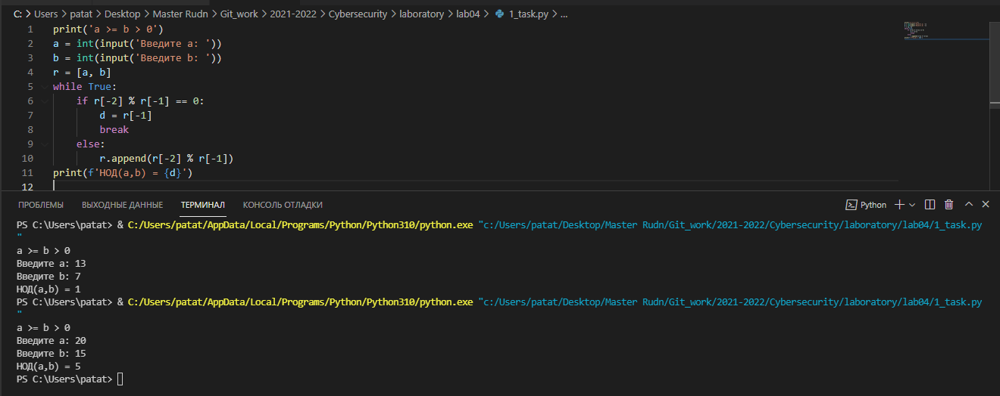 C: > Users > patat > Desktop > Master Rudn > Git_work > 2021-2022 > Cybersecurity > laboratory > lab04 > 1_task.py > ...
1 print('a >= b > 0')
2 a = int(input('Введите a: '))
3 b = int(input('Введите b: '))
4 r = [a, b]
5 while True:
6     if r[-2] % r[-1] == 0:
7         d = r[-1]
8         break
9     else:
10         r.append(r[-2] % r[-1])
11 print(f'НОД(a,b) = {d}')
12
ПРОБЛЕМЫ ВЫХОДНЫЕ ДАННЫЕ ТЕРМИНАЛ КОНСОЛЬ ОТЛАДКИ Python
PS C:\Users\patat> & C:/Users/patat/AppData/Local/Programs/Python/Python310/python.exe "c:/Users/patat/Desktop/Master Rudn/Git_work/2021-2022/Cybersecurity/laboratory/lab04/1_task.py
"
a >= b > 0
Введите a: 13
Введите b: 7
НОД(a,b) = 1
PS C:\Users\patat> & C:/Users/patat/AppData/Local/Programs/Python/Python310/python.exe "c:/Users/patat/Desktop/Master Rudn/Git_work/2021-2022/Cybersecurity/laboratory/lab04/1_task.py
"
a >= b > 0
Введите a: 20
Введите b: 15
НОД(a,b) = 5
PS C:\Users\patat>